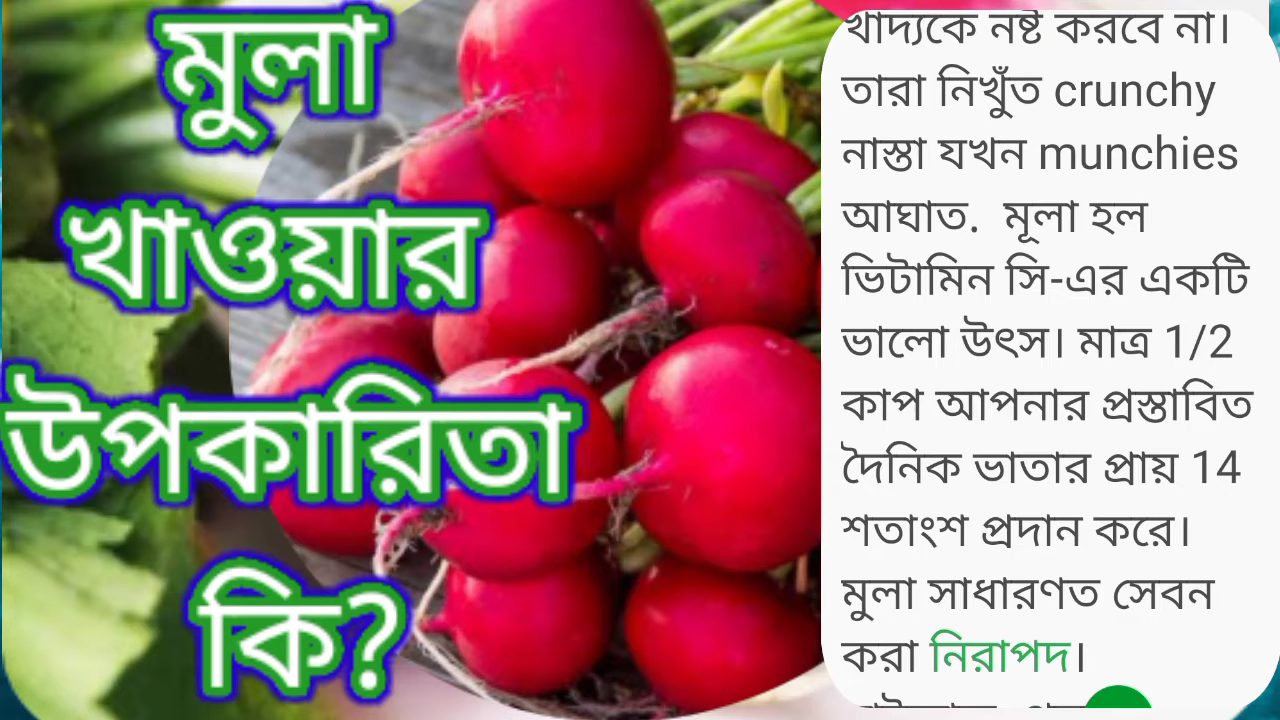 মুলা
খাওয়ার
উপকারিতা
কি?
খাদ্যকে নষ্ট করবে না।
তারা নিখুঁত crunchy
নাস্তা যখন munchies
আঘাত. মূলা হল
ভিটামিন সি-এর একটি
ভালো উৎস। মাত্র 1/2
কাপ আপনার প্রস্তাবিত
দৈনিক ভাতার প্রায় 14
শতাংশ প্রদান করে।
মুলা সাধারণত সেবন
করা নিরাপদ।